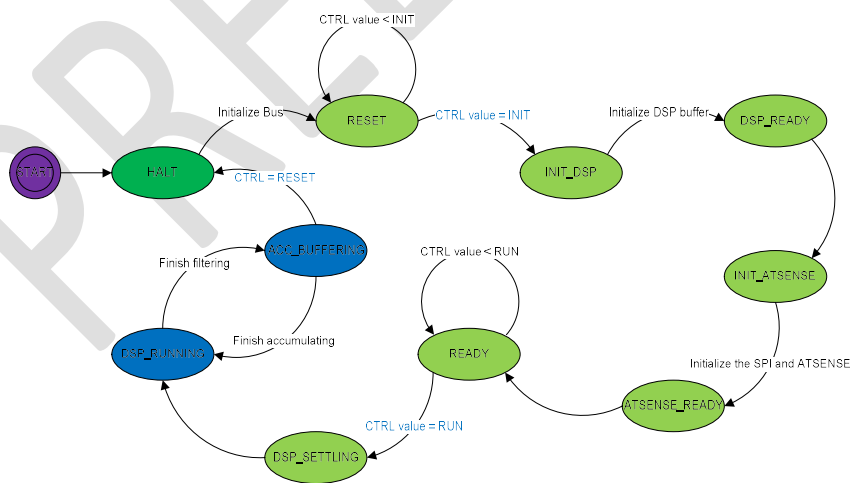 CTRL value < INIT
Initialize Bus
RESET
CTRL value = INIT
Initialize DSP buffer
DSP_READY
START
HALT
CTRL = RESET
INIT_DSP
ACC_BUFFERING
CTRL value < RUN
Finish filtering
INIT_ATSENSE
Finish accumulating
DSP_RUNNING
READY
Initialize the SPI and ATSENSE
ATSENSE_READY
CTRL value = RUN
DSP_SETTLING